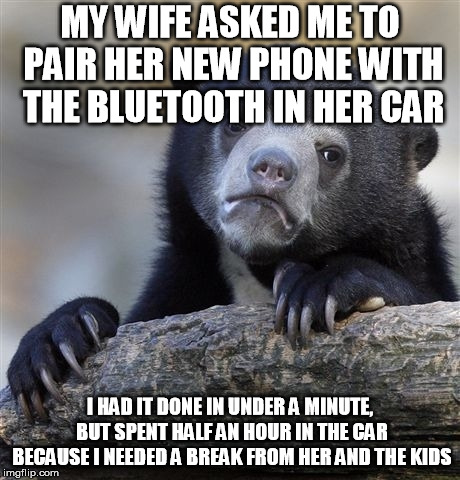 MY WIFE ASKED ME TO
PAIR HER NEW PHONE WITH
THE BLUETOOTH IN HER CAR
I HAD IT DONE IN UNDER A MINUTE,
BUT SPENT HALF AN HOUR IN THE CAR
BECAUSE I NEEDED A BREAK FROM HER AND THE KIDS
imgflip.com